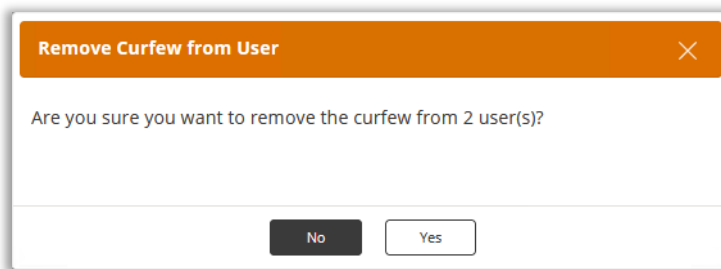 Remove Curfew from User
Are you sure you want to remove the curfew from 2 user(s)?
No
Yes